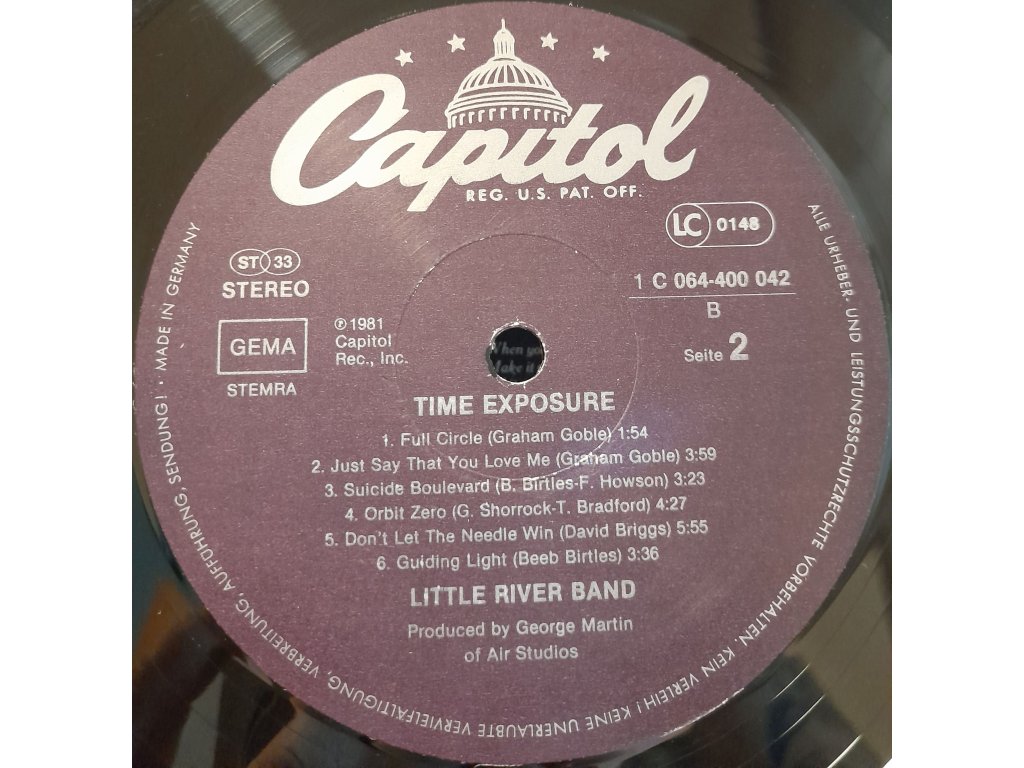 Capitol
REG. U.S. PAT. OFF.
LC 0148
ST 33
STEREO
GEMA
STEMRA
℗ 1981
Capitol
Rec., Inc.
1 C 064-400 042
B
Seite 2
TIME EXPOSURE
1. Full Circle (Graham Goble) 1:54
2. Just Say That You Love Me (Graham Goble) 3:59
3. Suicide Boulevard (B. Birtles-F. Howson) 3:23
4. Orbit Zero (G. Shorrock-T. Bradford) 4:27
5. Don't Let The Needle Win (David Briggs) 5:55
6. Guiding Light (Beeb Birtles) 3:36
LITTLE RIVER BAND
Produced by George Martin
of Air Studios
ALLE URHEBER- UND LEISTUNGSSCHUTZRECHTE VORBEHALTEN. KEIN VERLEIH! KEINE UNERLAUBTE VERVIELFÄLTIGUNG, VERBREITUNG, AUFFÜHRUNG, SENDUNG! · MADE IN GERMANY